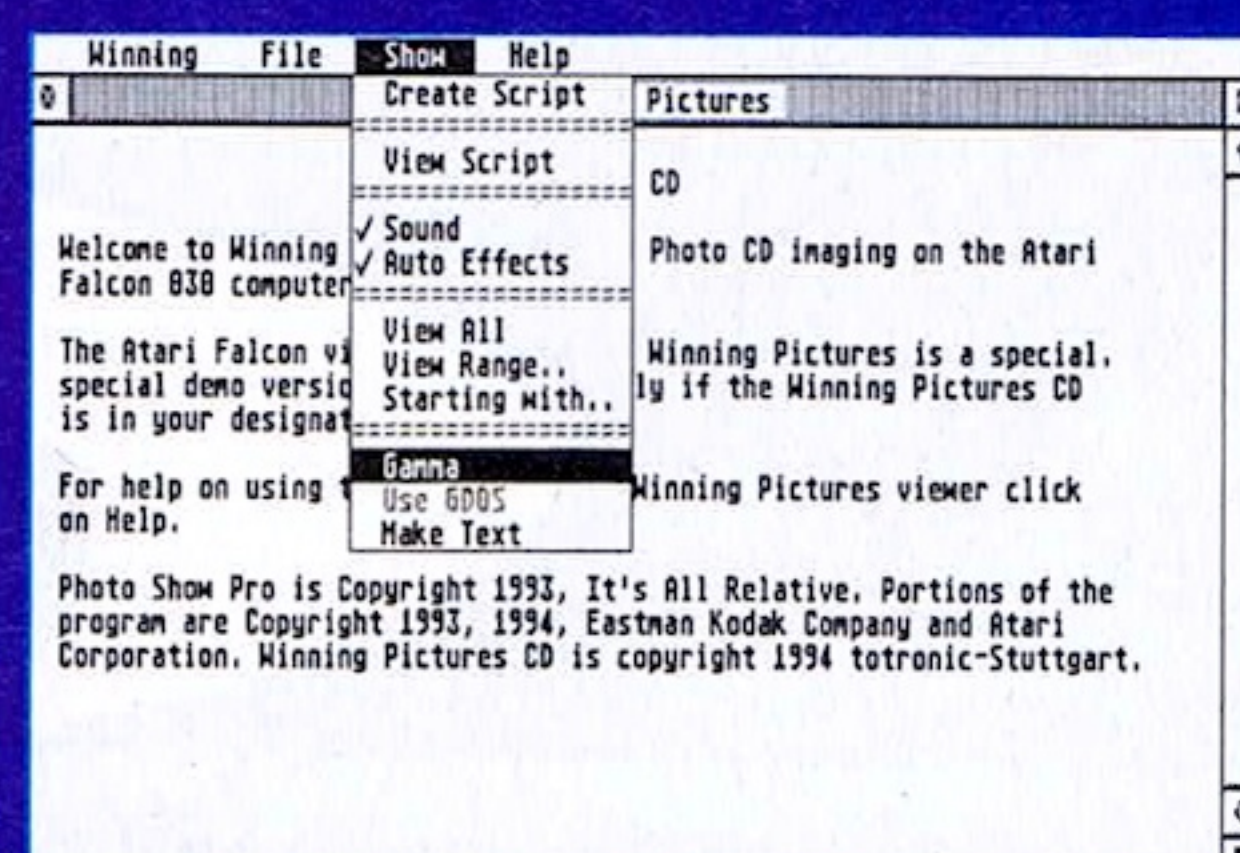 Winning File Show Help
Pictures
Create Script
View Script
✓ Sound
✓ Auto Effects
View All
View Range..
Starting with..
Gamma
Use GDOS
Make Text
CD
Welcome to Winning Photo CD imaging on the Atari
Falcon 030 computer
The Atari Falcon vi Winning Pictures is a special.
special demo versio ly if the Winning Pictures CD
is in your designat
For help on using t Winning Pictures viewer click
on Help.
Photo Show Pro is Copyright 1993, It's All Relative. Portions of the
program are Copyright 1993, 1994, Eastman Kodak Company and Atari
Corporation. Winning Pictures CD is copyright 1994 totronic-Stuttgart.